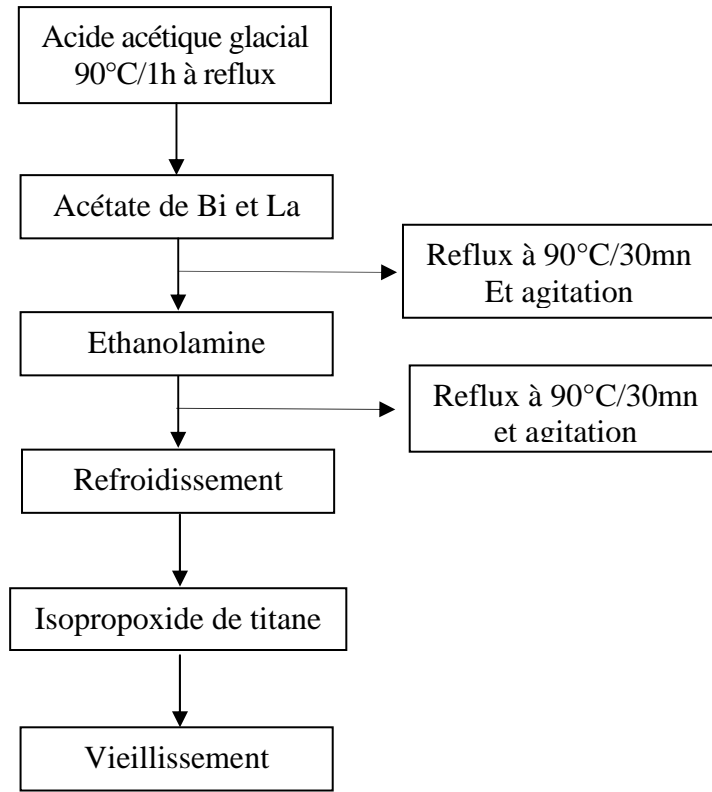 Acide acétique glacial
90°C/1h à reflux
Acétate de Bi et La
Reflux à 90°C/30mn
Et agitation
Ethanolamine
Reflux à 90°C/30mn
et agitation
Refroidissement
Isopropoxide de titane
Vieillissement